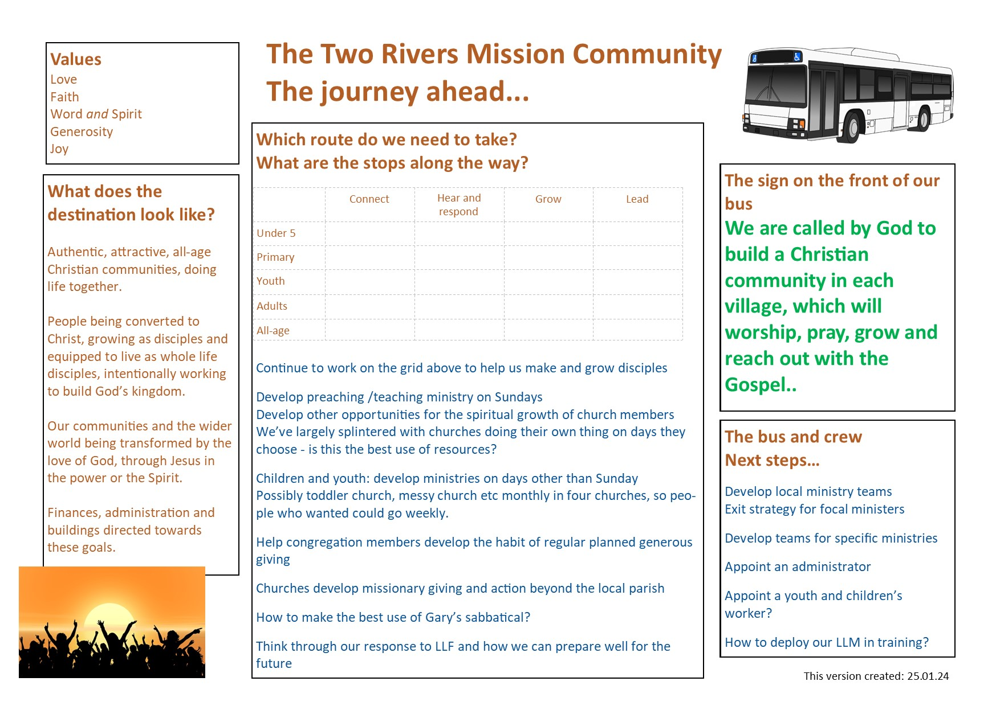 The Two Rivers Mission Community
The journey ahead...
Values
Love
Faith
Word and Spirit
Generosity
Joy
What does the
destination look like?
Authentic, attractive, all-age
Christian communities, doing
life together.
People being converted to
Christ, growing as disciples and
equipped to live as whole life
disciples, intentionally working
to build God’s kingdom.
Our communities and the wider
world being transformed by the
love of God, through Jesus in
the power or the Spirit.
Finances, administration and
buildings directed towards
these goals.
Which route do we need to take?
What are the stops along the way?
Connect
Hear and
respond
Grow
Lead
Under 5
Primary
Youth
Adults
All-age
Continue to work on the grid above to help us make and grow disciples
Develop preaching /teaching ministry on Sundays
Develop other opportunities for the spiritual growth of church members
We’ve largely splintered with churches doing their own thing on days they
choose - is this the best use of resources?
Children and youth: develop ministries on days other than Sunday
Possibly toddler church, messy church etc monthly in four churches, so peo-
ple who wanted could go weekly.
Help congregation members develop the habit of regular planned generous
giving
Churches develop missionary giving and action beyond the local parish
How to make the best use of Gary’s sabbatical?
Think through our response to LLF and how we can prepare well for the
future
The sign on the front of our
bus
We are called by God to
build a Christian
community in each
village, which will
worship, pray, grow and
reach out with the
Gospel..
The bus and crew
Next steps…
Develop local ministry teams
Exit strategy for focal ministers
Develop teams for specific ministries
Appoint an administrator
Appoint a youth and children’s
worker?
How to deploy our LLM in training?
This version created: 25.01.24